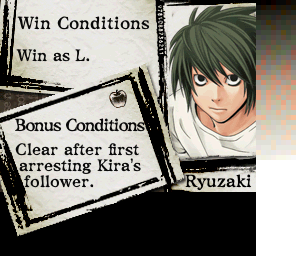 Win Conditions
Win as L.
Bonus Conditions
Clear after first
arresting Kira's
follower.
Ryuzaki